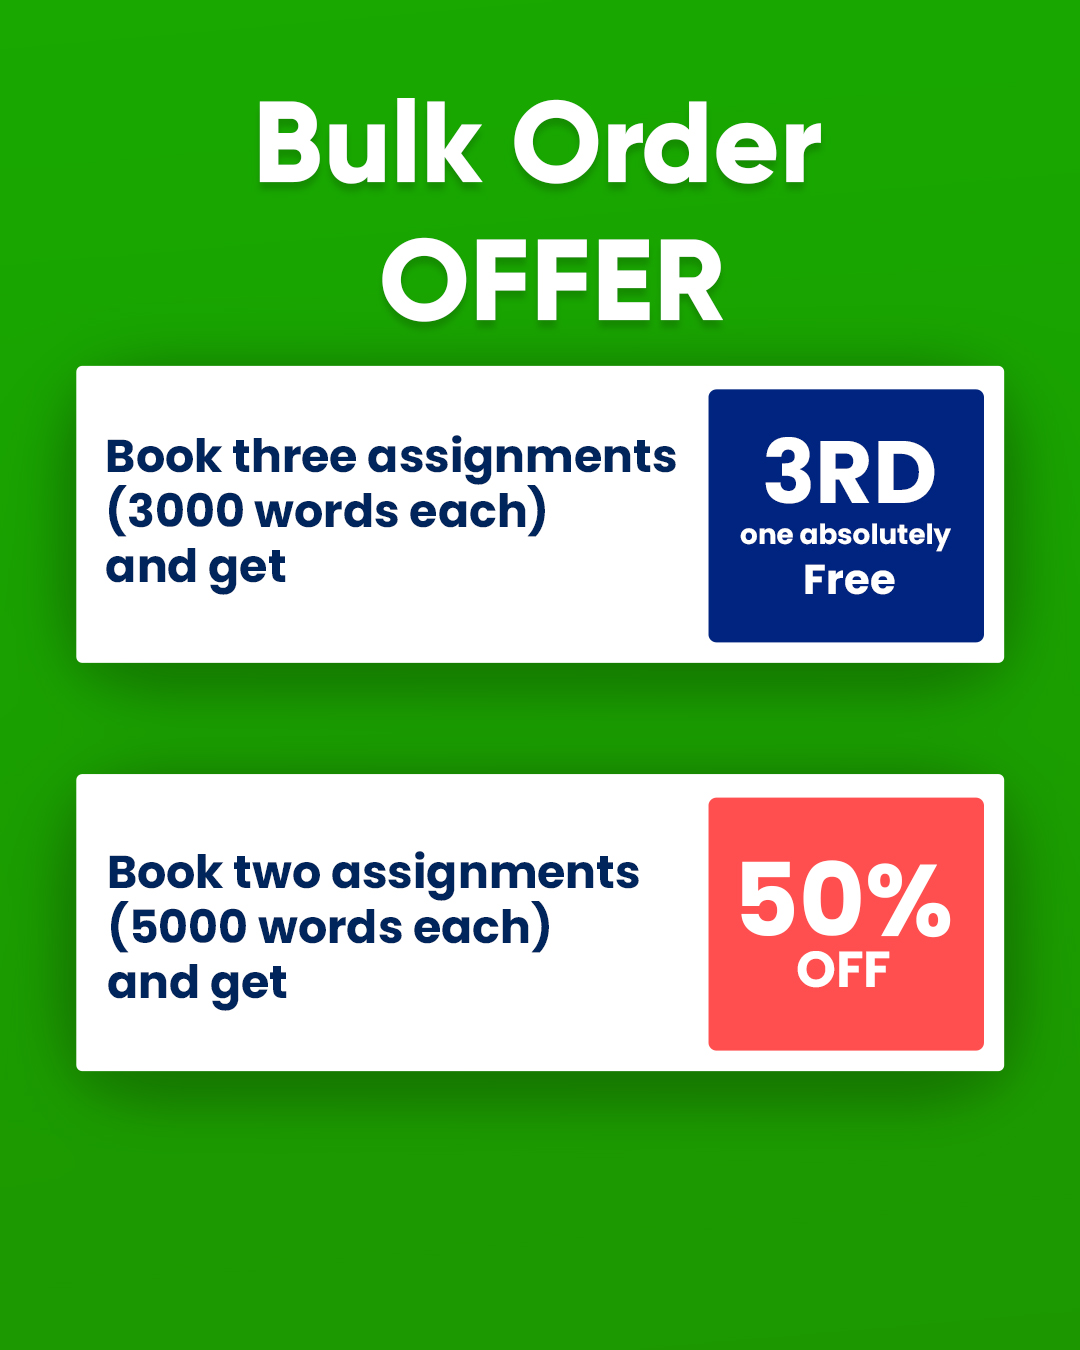 Bulk Order
OFFER
Book three assignments
(3000 words each)
and get
3RD
one absolutely
Free
Book two assignments
(5000 words each)
and get
50%
OFF